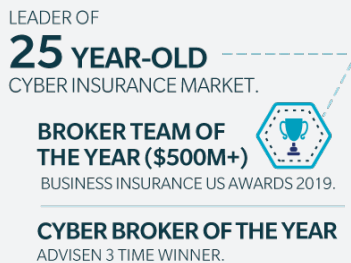 LEADER OF
25 YEAR-OLD
CYBER INSURANCE MARKET.
BROKER TEAM OF
THE YEAR ($500M+)
BUSINESS INSURANCE US AWARDS 2019.
CYBER BROKER OF THE YEAR
ADVISEN 3 TIME WINNER.